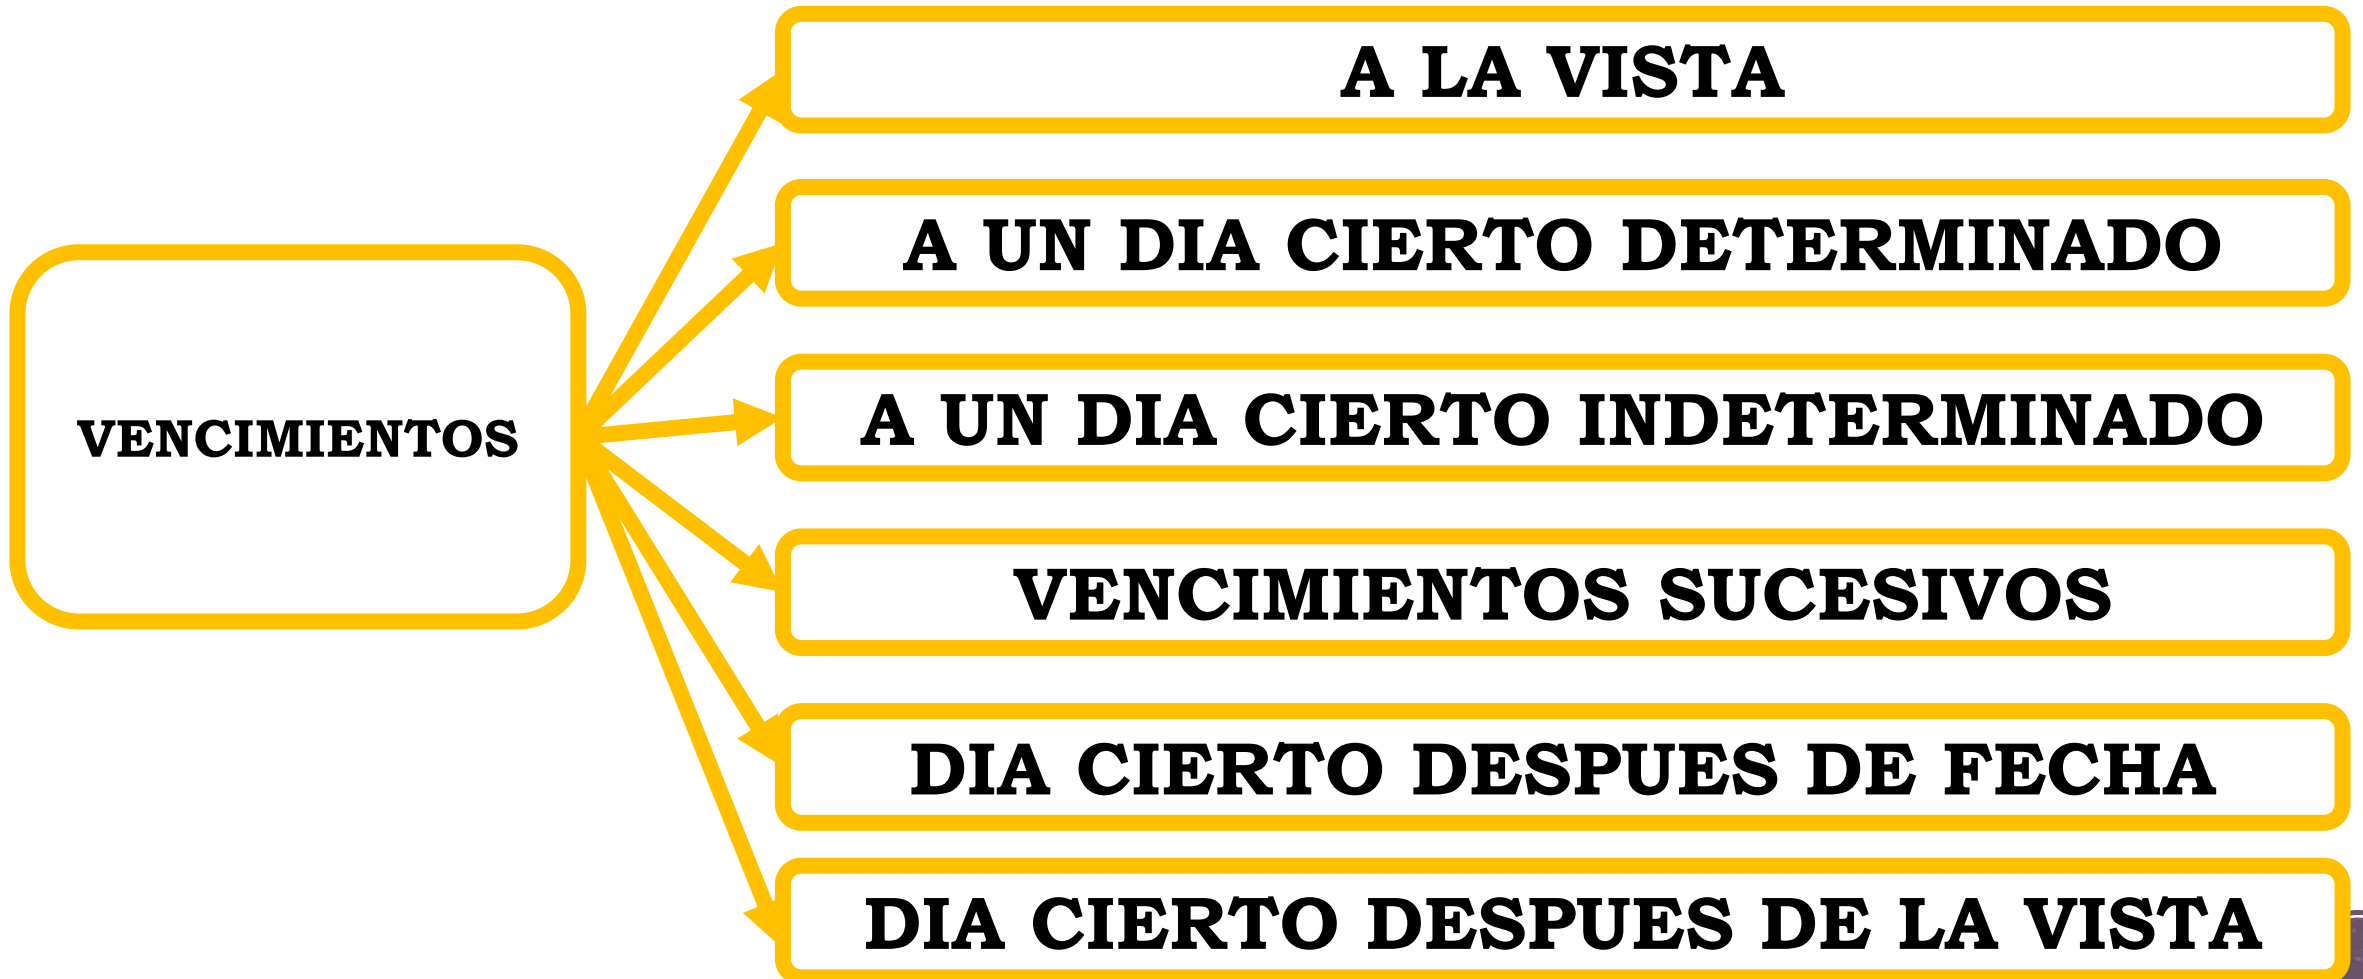 VENCIMIENTOS
A LA VISTA
A UN DIA CIERTO DETERMINADO
A UN DIA CIERTO INDETERMINADO
VENCIMIENTOS SUCESIVOS
DIA CIERTO DESPUES DE FECHA
DIA CIERTO DESPUES DE LA VISTA